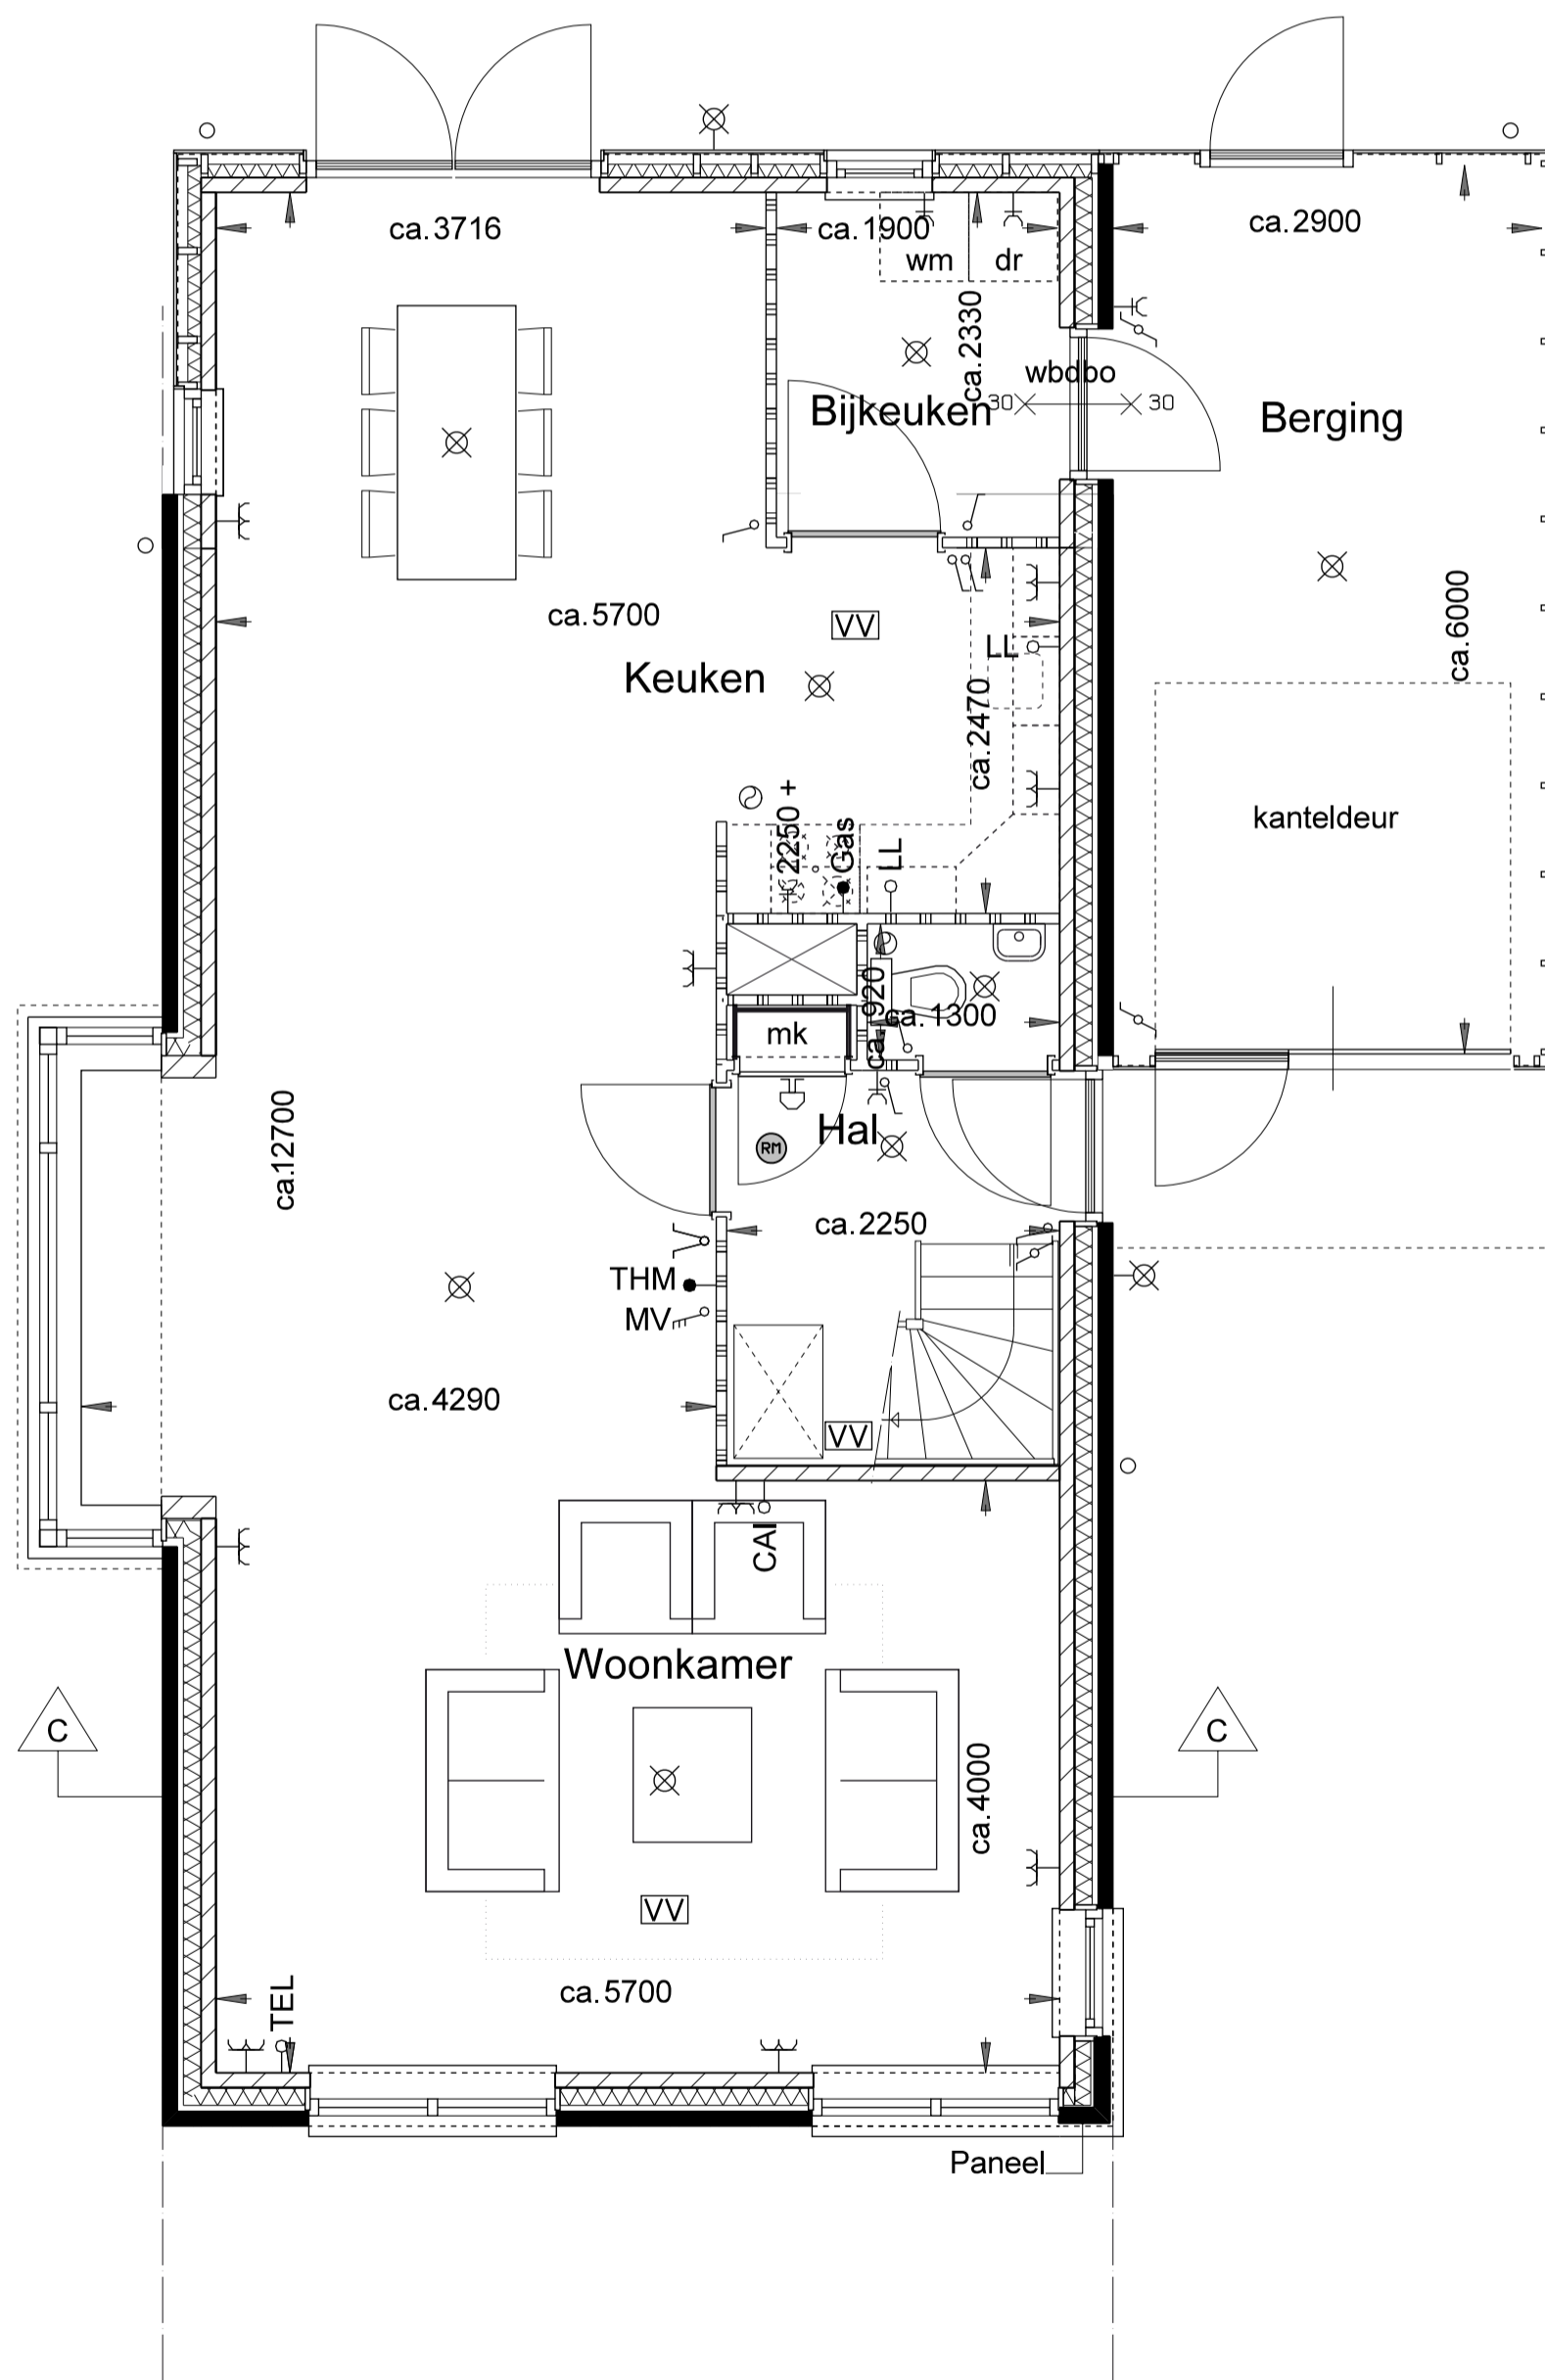 ca.3716
ca.1900
ca.2900
wm
dr
ca.2330
wbdbo
30
30
Bijkeuken
Berging
ca.5700
VV
LL
ca.6000
Keuken
ca.2470
2250 +
Gas
LL
kanteldeur
ca. 920
ca.1300
mk
ca.12700
Hal
RM
ca.2250
THM
MV
ca.4290
VV
CAI
Woonkamer
C
C
ca.4000
VV
ca.5700
TEL
Paneel